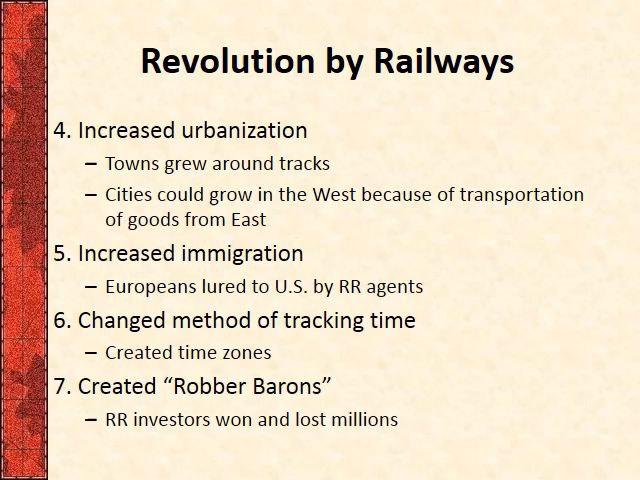 Revolution by Railways
4. Increased urbanization
– Towns grew around tracks
– Cities could grow in the West because of transportation
of goods from East
5. Increased immigration
– Europeans lured to U.S. by RR agents
6. Changed method of tracking time
– Created time zones
7. Created “Robber Barons”
– RR investors won and lost millions